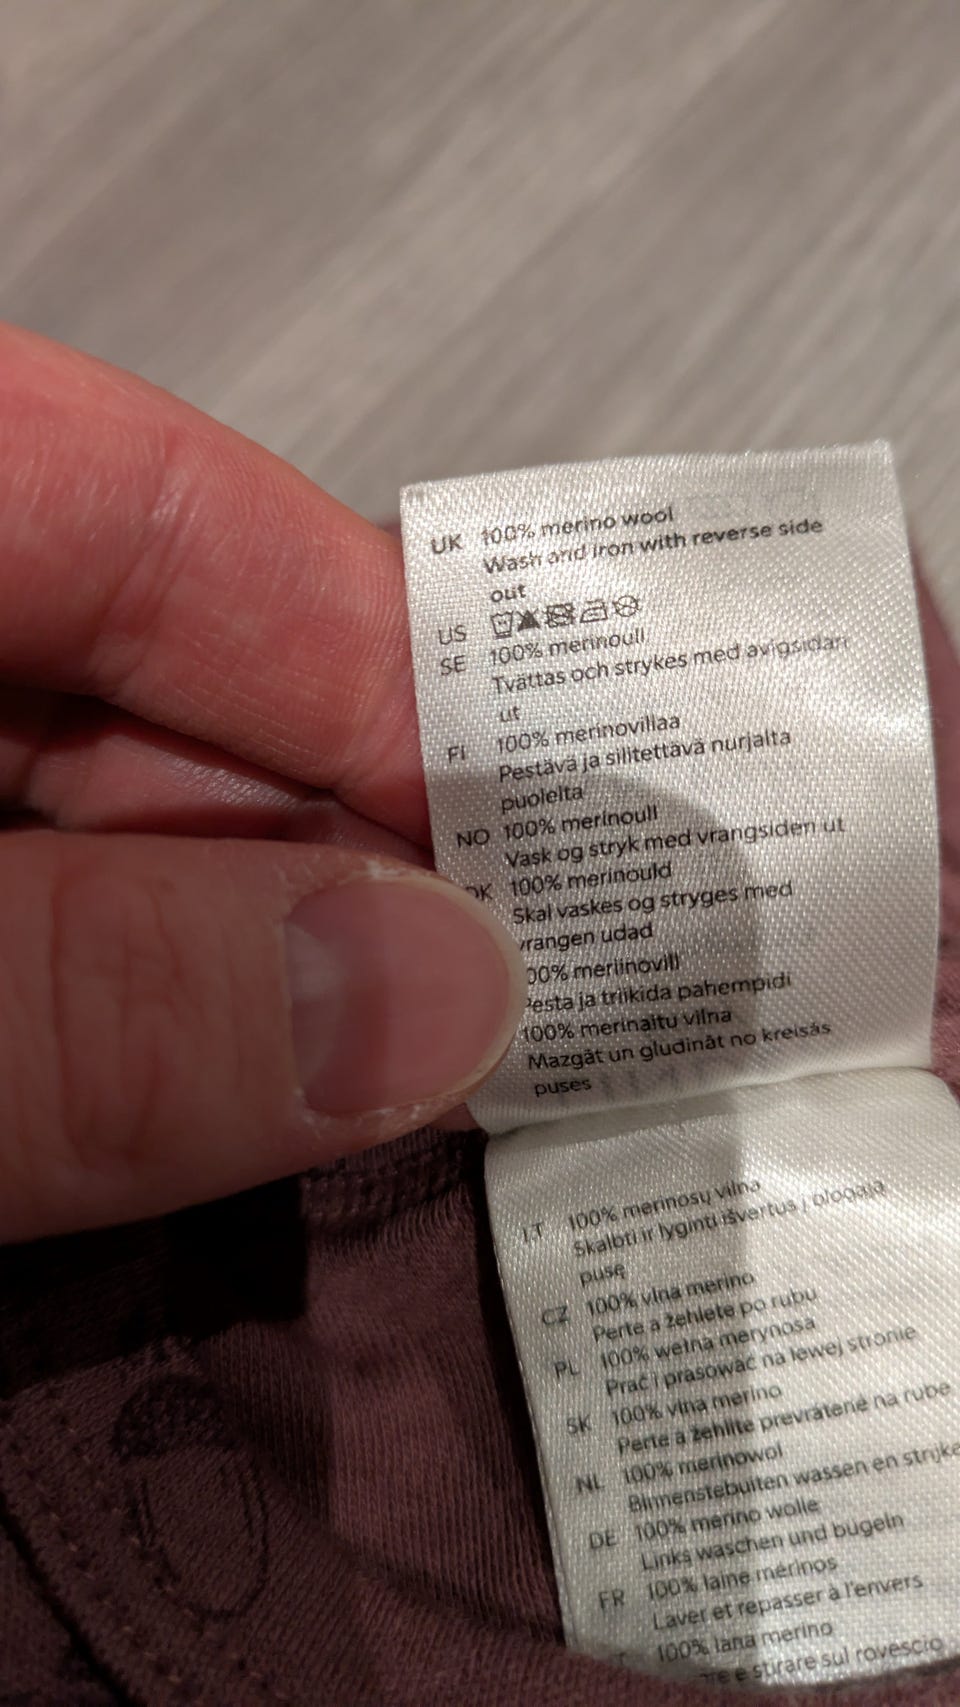 UK 100% merino wool
Wash and iron with reverse side
out
US
SE 100% merinoull
Tvättas och strykes med avigsidan
ut
FI 100% merinovillaa
Pestävä ja silitettävä nurjalta
puolelta
NO 100% merinoull
Vask og stryk med vrangsiden ut
DK 100% merinould
Skal vaskes og stryges med
vrangen udad
00% meriinovill
Pesta ja triikida pahempidi
100% merinaitu vilna
Mazgāt un gludināt no kreisās
puses
LT 100% merinosų vilna
Skalbti ir lyginti išvertus į blogąją
pusę
CZ 100% vlna merino
Perte a žehlete po rubu
PL 100% wełna merynosa
Prać i prasować na lewej stronie
SK 100% vlna merino
Perte a žehlite prevrátené na rube
NL 100% merinowol
Binnenstebuiten wassen en strijke
DE 100% merino wolle
Links waschen und bügeln
FR 100% laine mérinos
Laver et repasser à l'envers
100% lana merino
e stirare sul rovescio